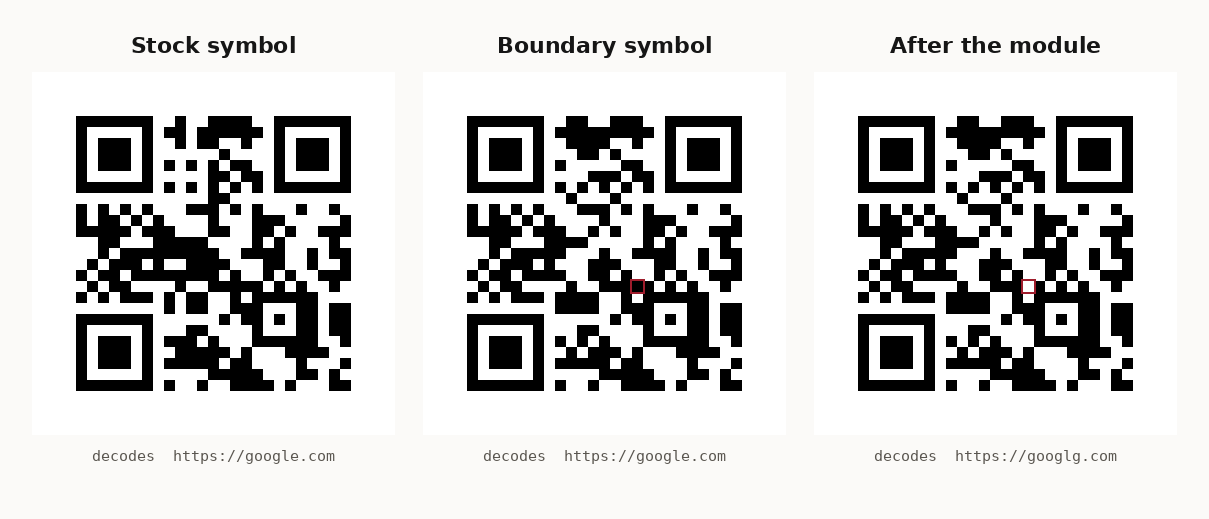 Stock symbol
Boundary symbol
After the module
decodes  https://google.com
decodes  https://google.com
decodes  https://googlg.com